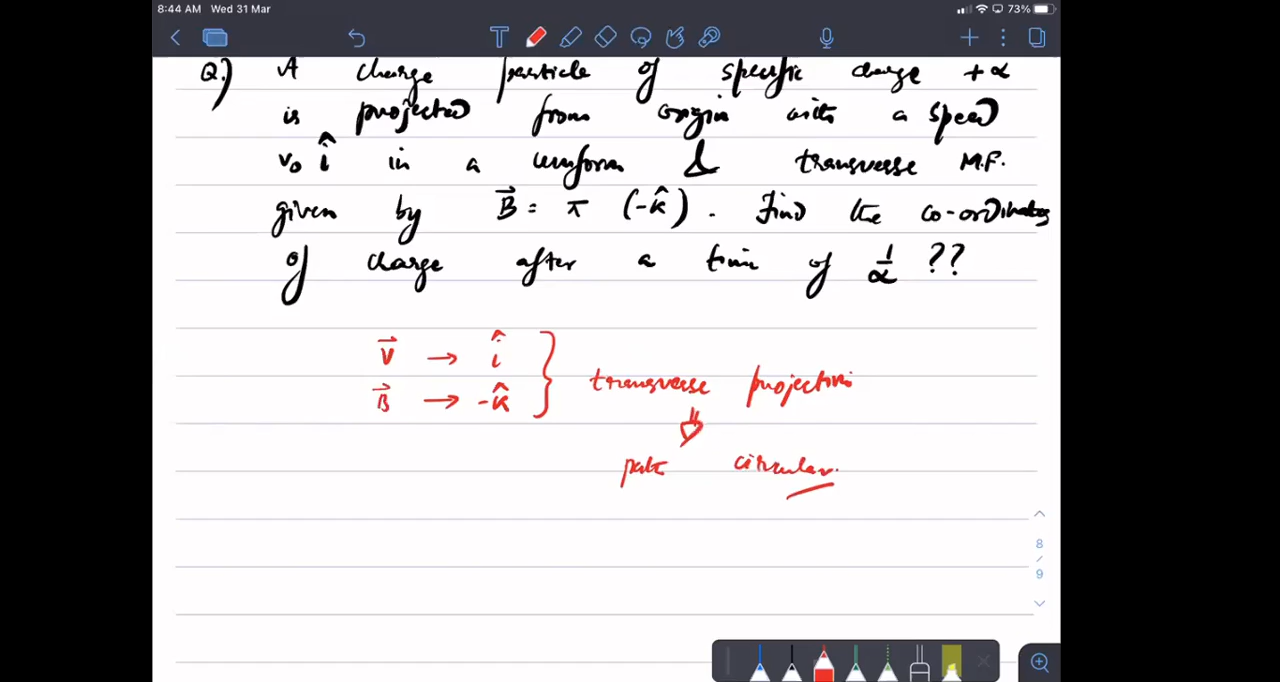 8:44 AM Wed 31 Mar
73%
T
Q.) A charge particle of specific charge +α
is projected from origin with a speed
v₀ î in a uniform & transverse M.F.
given by B⃗ = π (-k̂). Find the co-ordinates
of charge after a time of 1/α ??
V⃗ → î
B⃗ → -k̂
transverse projection
⇓
path circular.
8
/
9